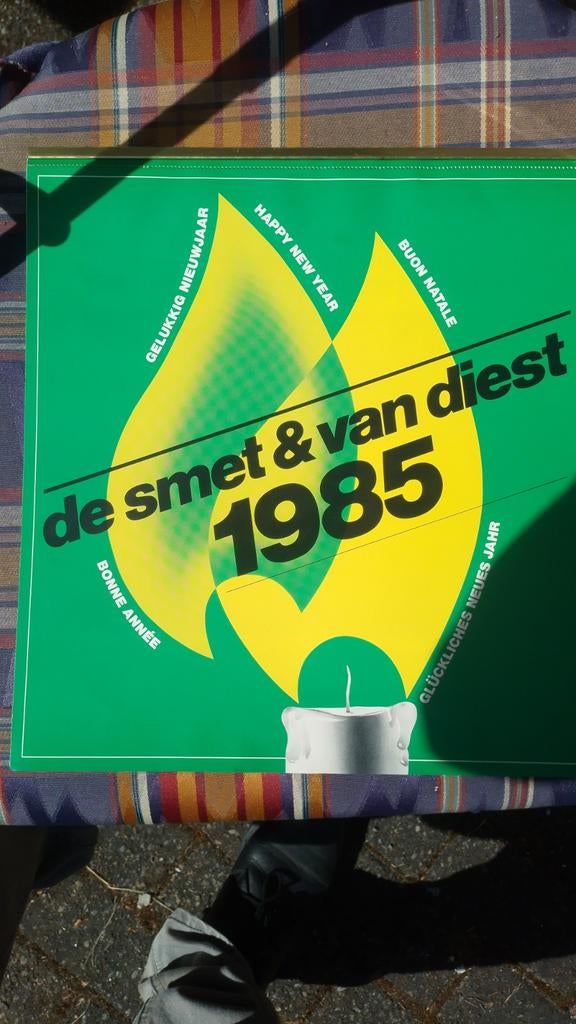 GELUKKIG NIEUWJAAR
HAPPY NEW YEAR
BUON NATALE
de smet & van diest
1985
BONNE ANNÉE
GLÜCKLICHES NEUES JAHR